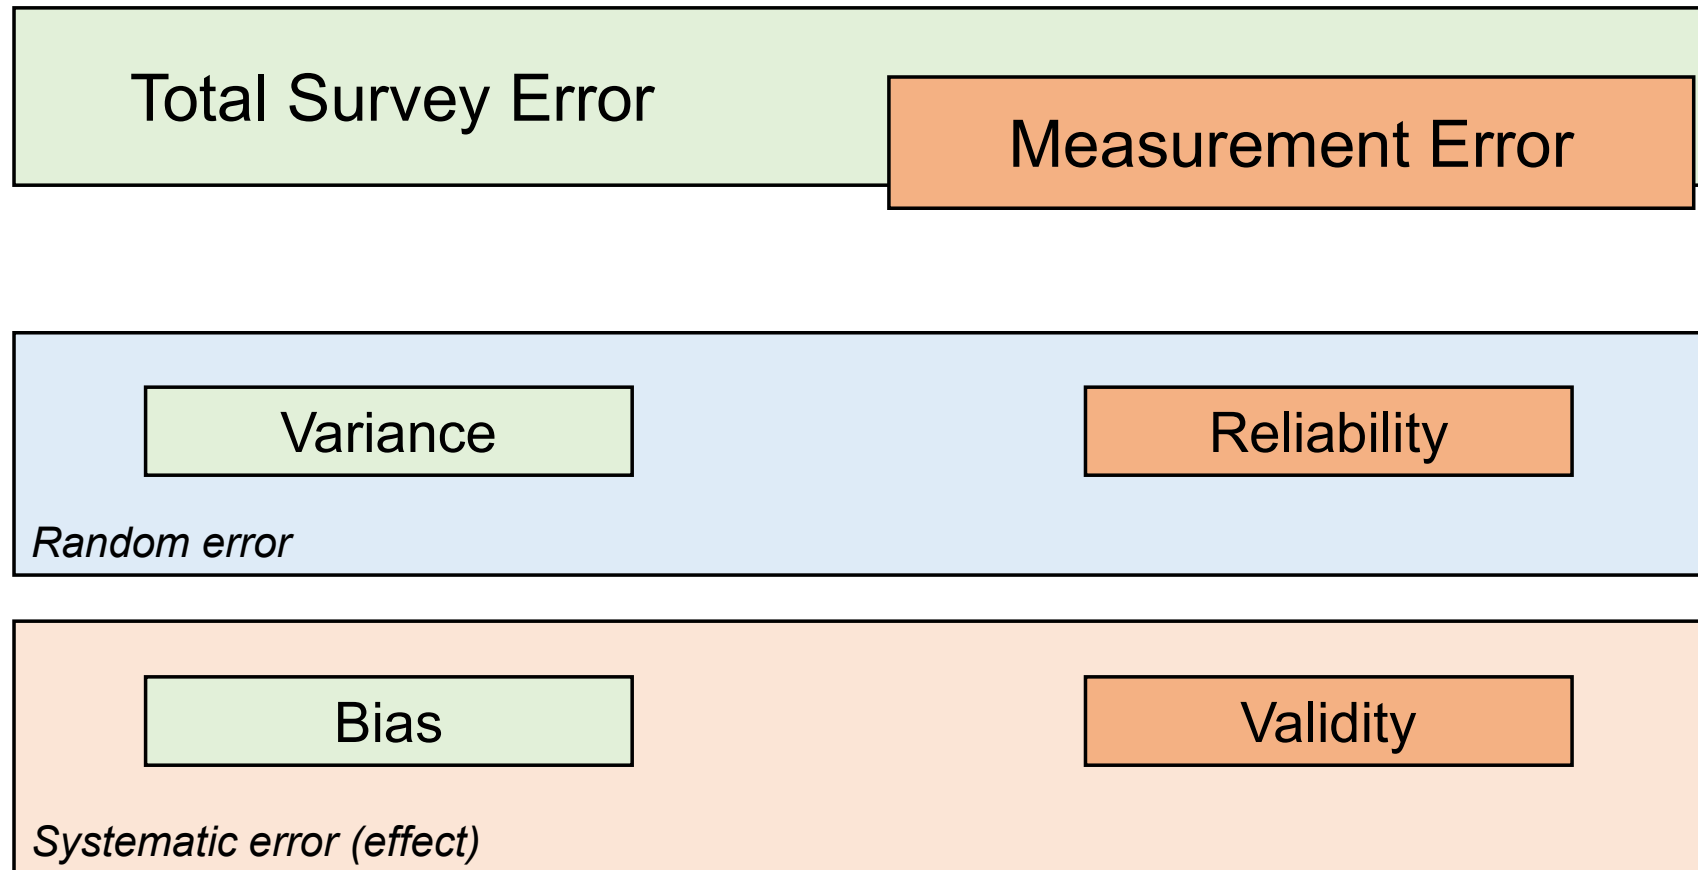 Total Survey Error
Measurement Error
Variance
Reliability
Random error
Bias
Validity
Systematic error (effect)